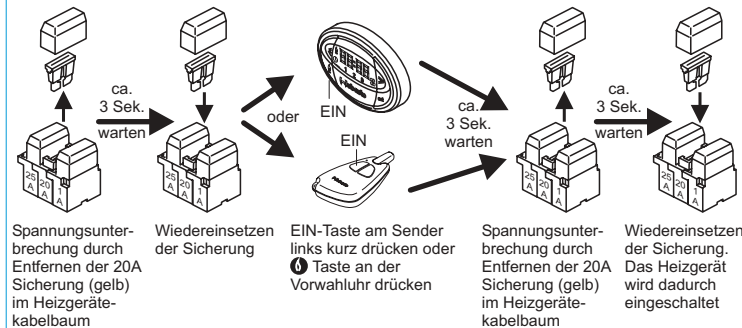 ca.
3 Sek.
warten
oder
EIN
EIN
ca.
3 Sek.
warten
ca.
3 Sek.
warten
25 A
20 A
1 A
25 A
20 A
1 A
25 A
20 A
1 A
25 A
20 A
1 A
Spannungsunter-
brechung durch
Entfernen der 20A
Sicherung (gelb)
im Heizgeräte-
kabelbaum
Wiedereinsetzen
der Sicherung
EIN-Taste am Sender
links kurz drücken oder
Taste an der
Vorwahluhr drücken
Spannungsunter-
brechung durch
Entfernen der 20A
Sicherung (gelb)
im Heizgeräte-
kabelbaum
Wiedereinsetzen
der Sicherung.
Das Heizgerät
wird dadurch
eingeschaltet